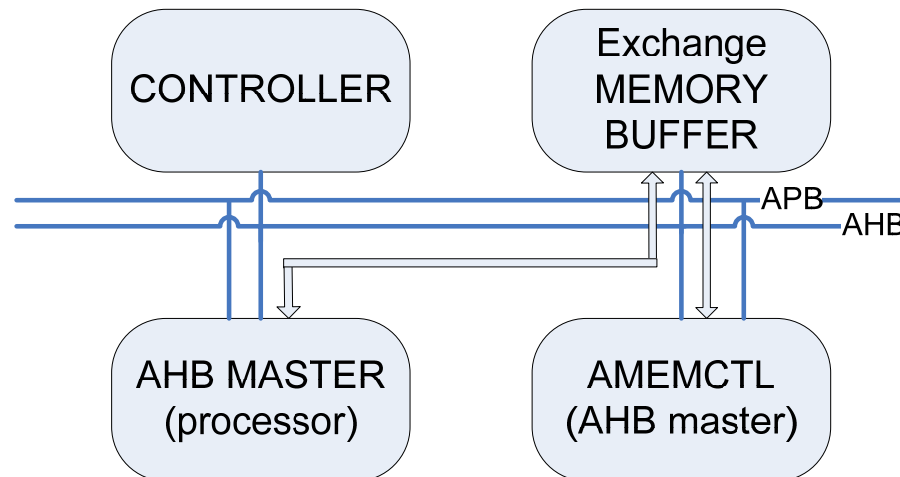 CONTROLLER
Exchange
MEMORY
BUFFER
APB
AHB
AHB MASTER
(processor)
AMEMCTL
(AHB master)